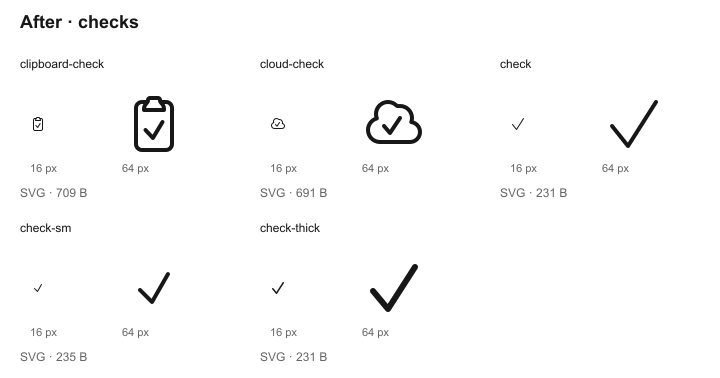 After · checks
clipboard-check
cloud-check
check
16 px
64 px
16 px
64 px
16 px
64 px
SVG · 709 B
SVG · 691 B
SVG · 231 B
check-sm
check-thick
16 px
64 px
16 px
64 px
SVG · 235 B
SVG · 231 B